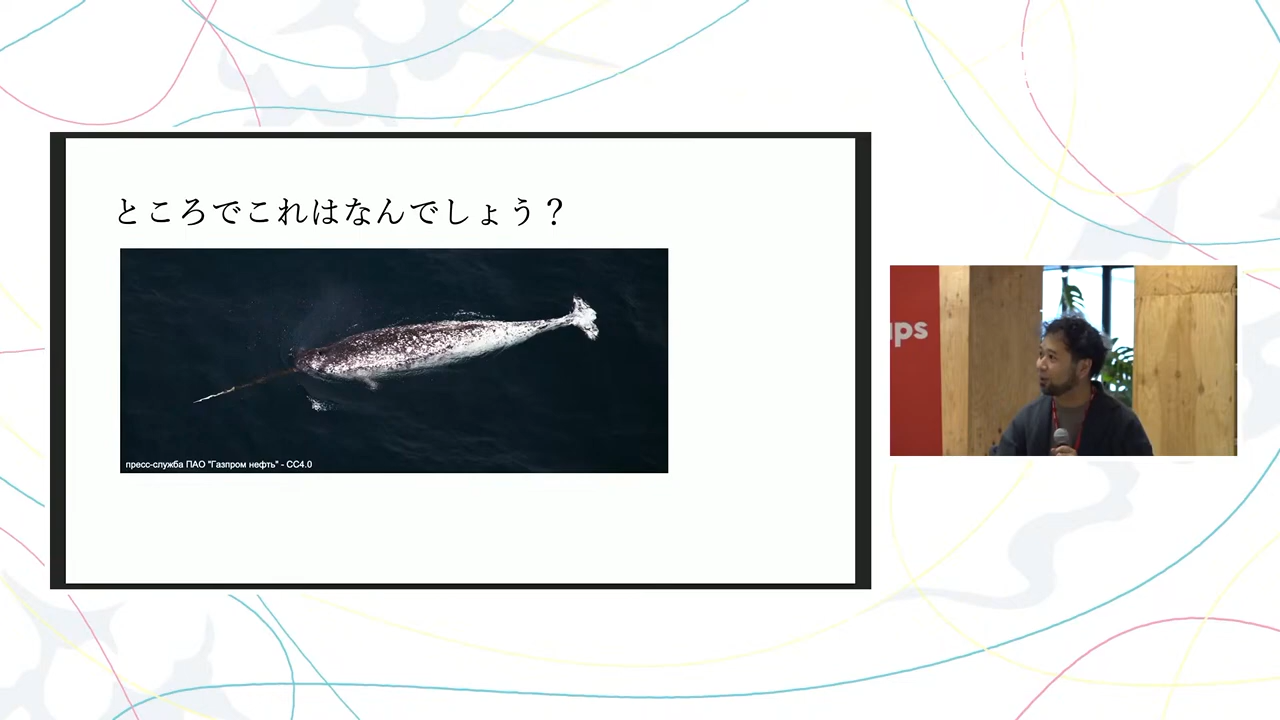 ところでこれはなんでしょう？
пресс-служба ПАО "Газпром нефть" - CC4.0
ups